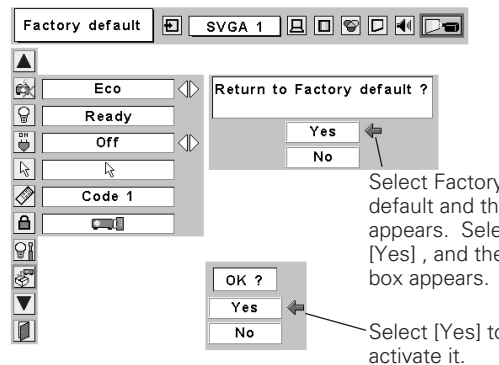 Factory default
SVGA 1
Eco
Ready
ON
Off
Code 1
Return to Factory default ?
Yes
No
Select Factory
default and th
appears. Sele
[Yes] , and the
box appears.
OK ?
Yes
No
Select [Yes] to
activate it.